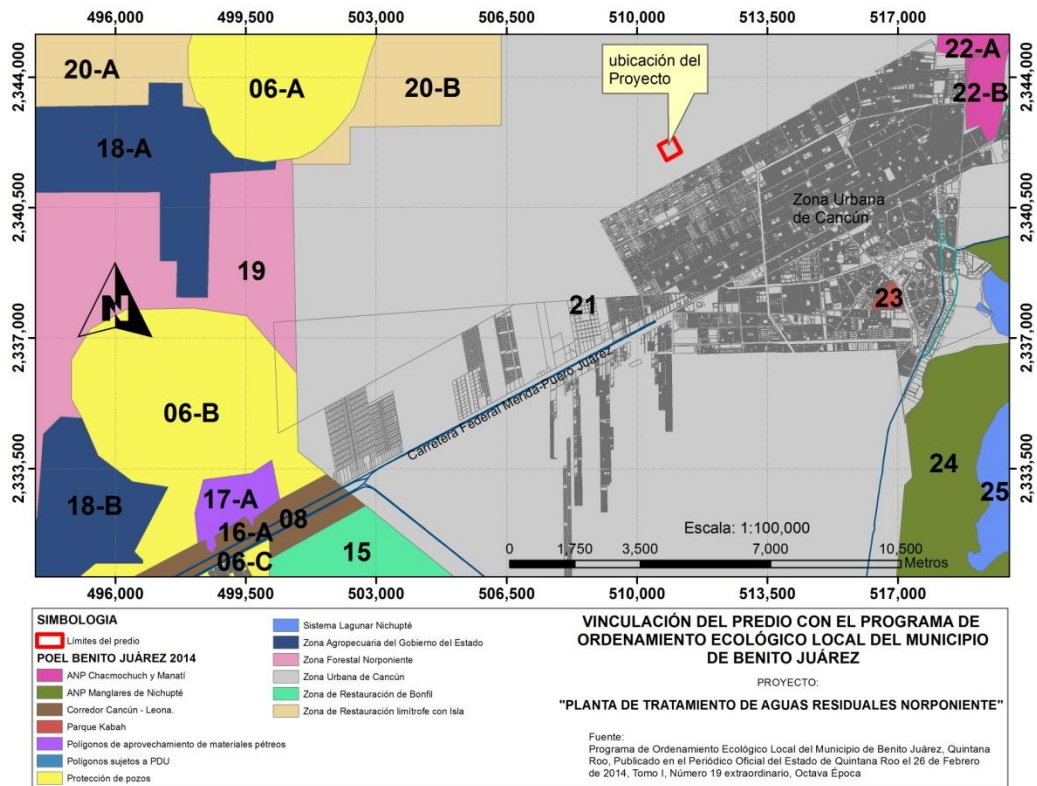 496,000 499,500 503,000 506,500 510,000 513,500 517,000
2,344,000
2,340,500
2,337,000
2,333,500
2,344,000
2,340,500
2,337,000
2,333,500
20-A
06-A
20-B
ubicación del
Proyecto
22-A
22-B
18-A
Zona Urbana
de Cancún
19
N
23
21
Carretera Federal Merida-Puero Juárez
06-B
24
25
18-B
17-A
08
16-A
06-C
15
Escala: 1:100,000
0 1,750 3,500 7,000 10,500
Metros
496,000 499,500 503,000 506,500 510,000 513,500 517,000
SIMBOLOGIA
Límites del predio
POEL BENITO JUÁREZ 2014
ANP Chacmochuch y Manatí
ANP Manglares de Nichupté
Corredor Cancún - Leona.
Parque Kabah
Polígonos de aprovechamiento de materiales pétreos
Polígonos sujetos a PDU
Protección de pozos
Sistema Lagunar Nichupté
Zona Agropecuaria del Gobierno del Estado
Zona Forestal Norponiente
Zona Urbana de Cancún
Zona de Restauración de Bonfil
Zona de Restauración limítrofe con Isla
VINCULACIÓN DEL PREDIO CON EL PROGRAMA DE
ORDENAMIENTO ECOLÓGICO LOCAL DEL MUNICIPIO
DE BENITO JUÁREZ
PROYECTO:
"PLANTA DE TRATAMIENTO DE AGUAS RESIDUALES NORPONIENTE"
Fuente:
Programa de Ordenamiento Ecológico Local del Municipio de Benito Juárez, Quintana
Roo, Publicado en el Periódico Oficial del Estado de Quintana Roo el 26 de Febrero
de 2014, Tomo I, Número 19 extraordinario, Octava Época